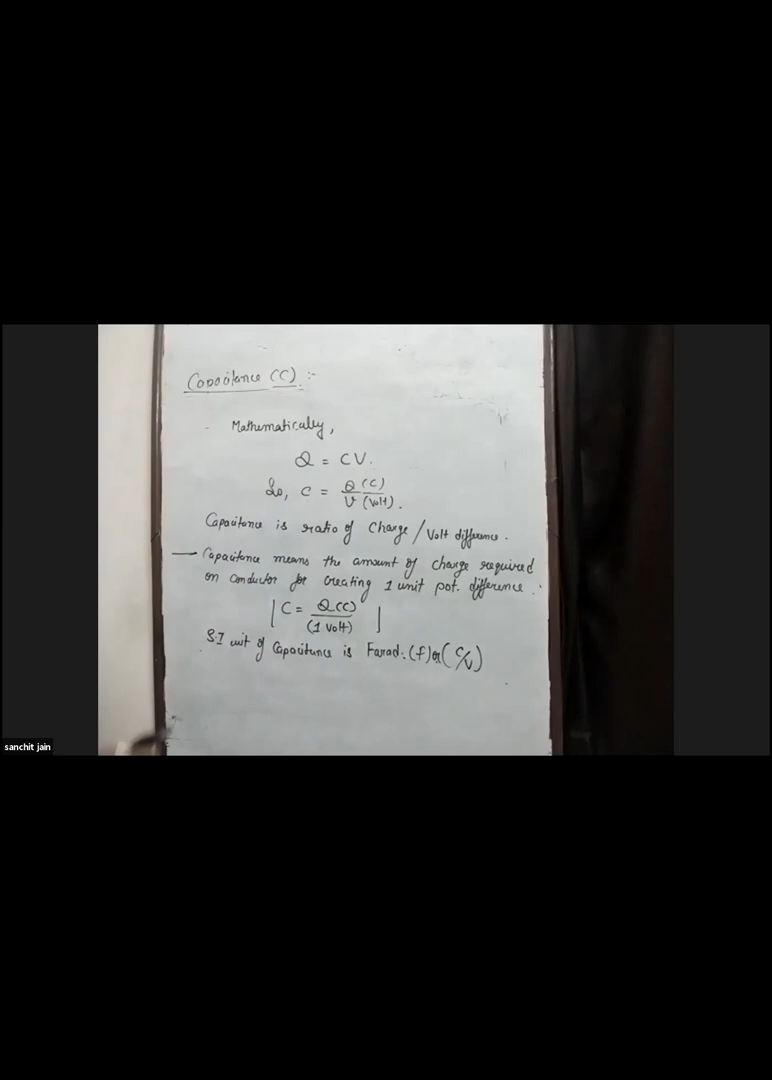 Capacitance (C) :-
Mathematically,
Q = CV.
So, C = Q (C) / V (Volt).
Capacitance is ratio of Charge / Volt difference.
— Capacitance means the amount of charge required
on conductor for creating 1 unit pot. difference.
| C = Q (C) / (1 Volt) |
S.I unit of Capacitance is Farad. (f) or (C/V)
sanchit jain